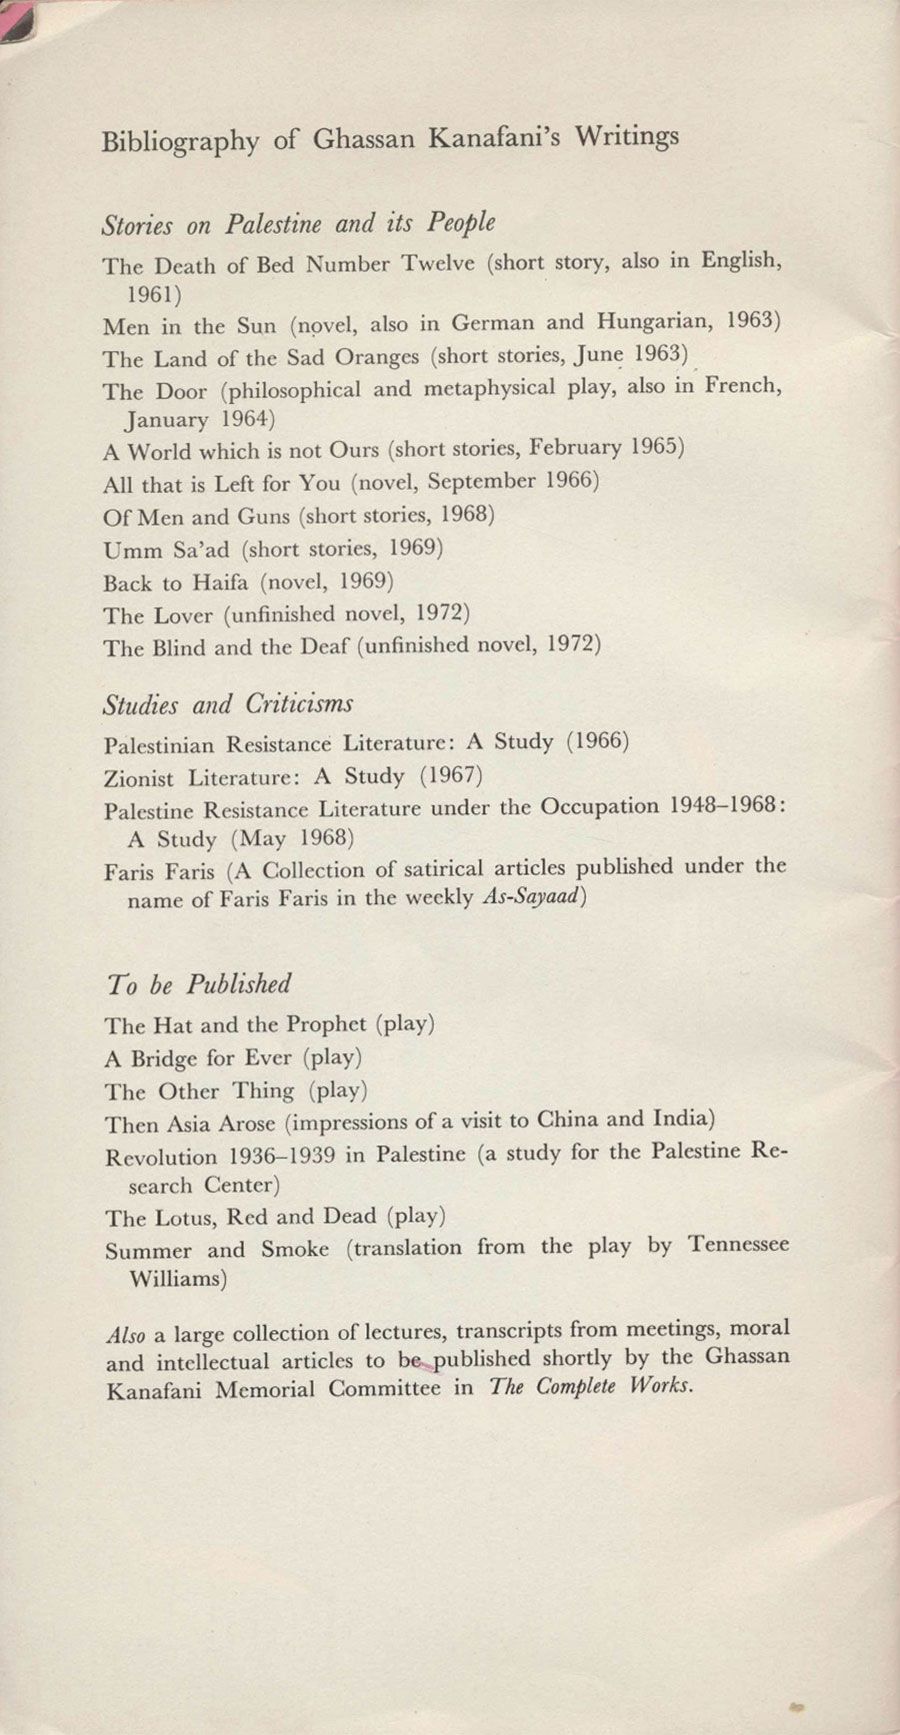 Bibliography of Ghassan Kanafani's Writings
Stories on Palestine and its People
The Death of Bed Number Twelve (short story, also in English,
1961)
Men in the Sun (novel, also in German and Hungarian, 1963)
The Land of the Sad Oranges (short stories, June 1963)
The Door (philosophical and metaphysical play, also in French,
January 1964)
A World which is not Ours (short stories, February 1965)
All that is Left for You (novel, September 1966)
Of Men and Guns (short stories, 1968)
Umm Sa'ad (short stories, 1969)
Back to Haifa (novel, 1969)
The Lover (unfinished novel, 1972)
The Blind and the Deaf (unfinished novel, 1972)
Studies and Criticisms
Palestinian Resistance Literature: A Study (1966)
Zionist Literature: A Study (1967)
Palestine Resistance Literature under the Occupation 1948–1968:
A Study (May 1968)
Faris Faris (A Collection of satirical articles published under the
name of Faris Faris in the weekly As-Sayaad)
To be Published
The Hat and the Prophet (play)
A Bridge for Ever (play)
The Other Thing (play)
Then Asia Arose (impressions of a visit to China and India)
Revolution 1936–1939 in Palestine (a study for the Palestine Re-
search Center)
The Lotus, Red and Dead (play)
Summer and Smoke (translation from the play by Tennessee
Williams)
Also a large collection of lectures, transcripts from meetings, moral
and intellectual articles to be published shortly by the Ghassan
Kanafani Memorial Committee in The Complete Works.